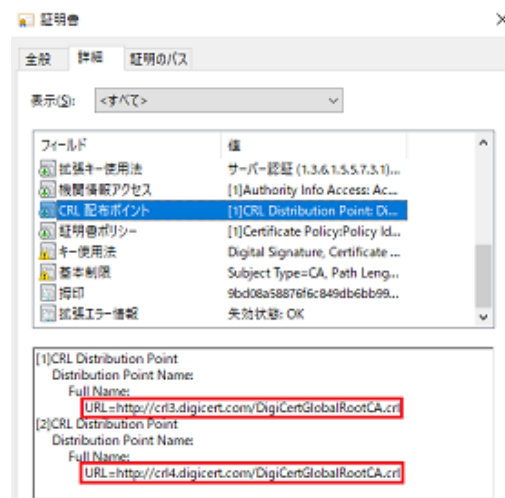 証明書
全般 詳細 証明のパス
表示(S): <すべて>
フィールド 値
拡張キー使用法 サーバー認証 (1.3.6.1.5.5.7.3.1)...
機関情報アクセス [1]Authority Info Access: Ac...
CRL 配布ポイント [1]CRL Distribution Point: Di...
証明書ポリシー [1]Certificate Policy:Policy Id...
キー使用法 Digital Signature, Certificate ...
基本制限 Subject Type=CA, Path Leng...
拇印 9bd08a58876f6c849db6bb99...
拡張エラー情報 失効状態: OK
[1]CRL Distribution Point
Distribution Point Name:
Full Name:
URL=http://crl3.digicert.com/DigiCertGlobalRootCA.crl
[2]CRL Distribution Point
Distribution Point Name:
Full Name:
URL=http://crl4.digicert.com/DigiCertGlobalRootCA.crl